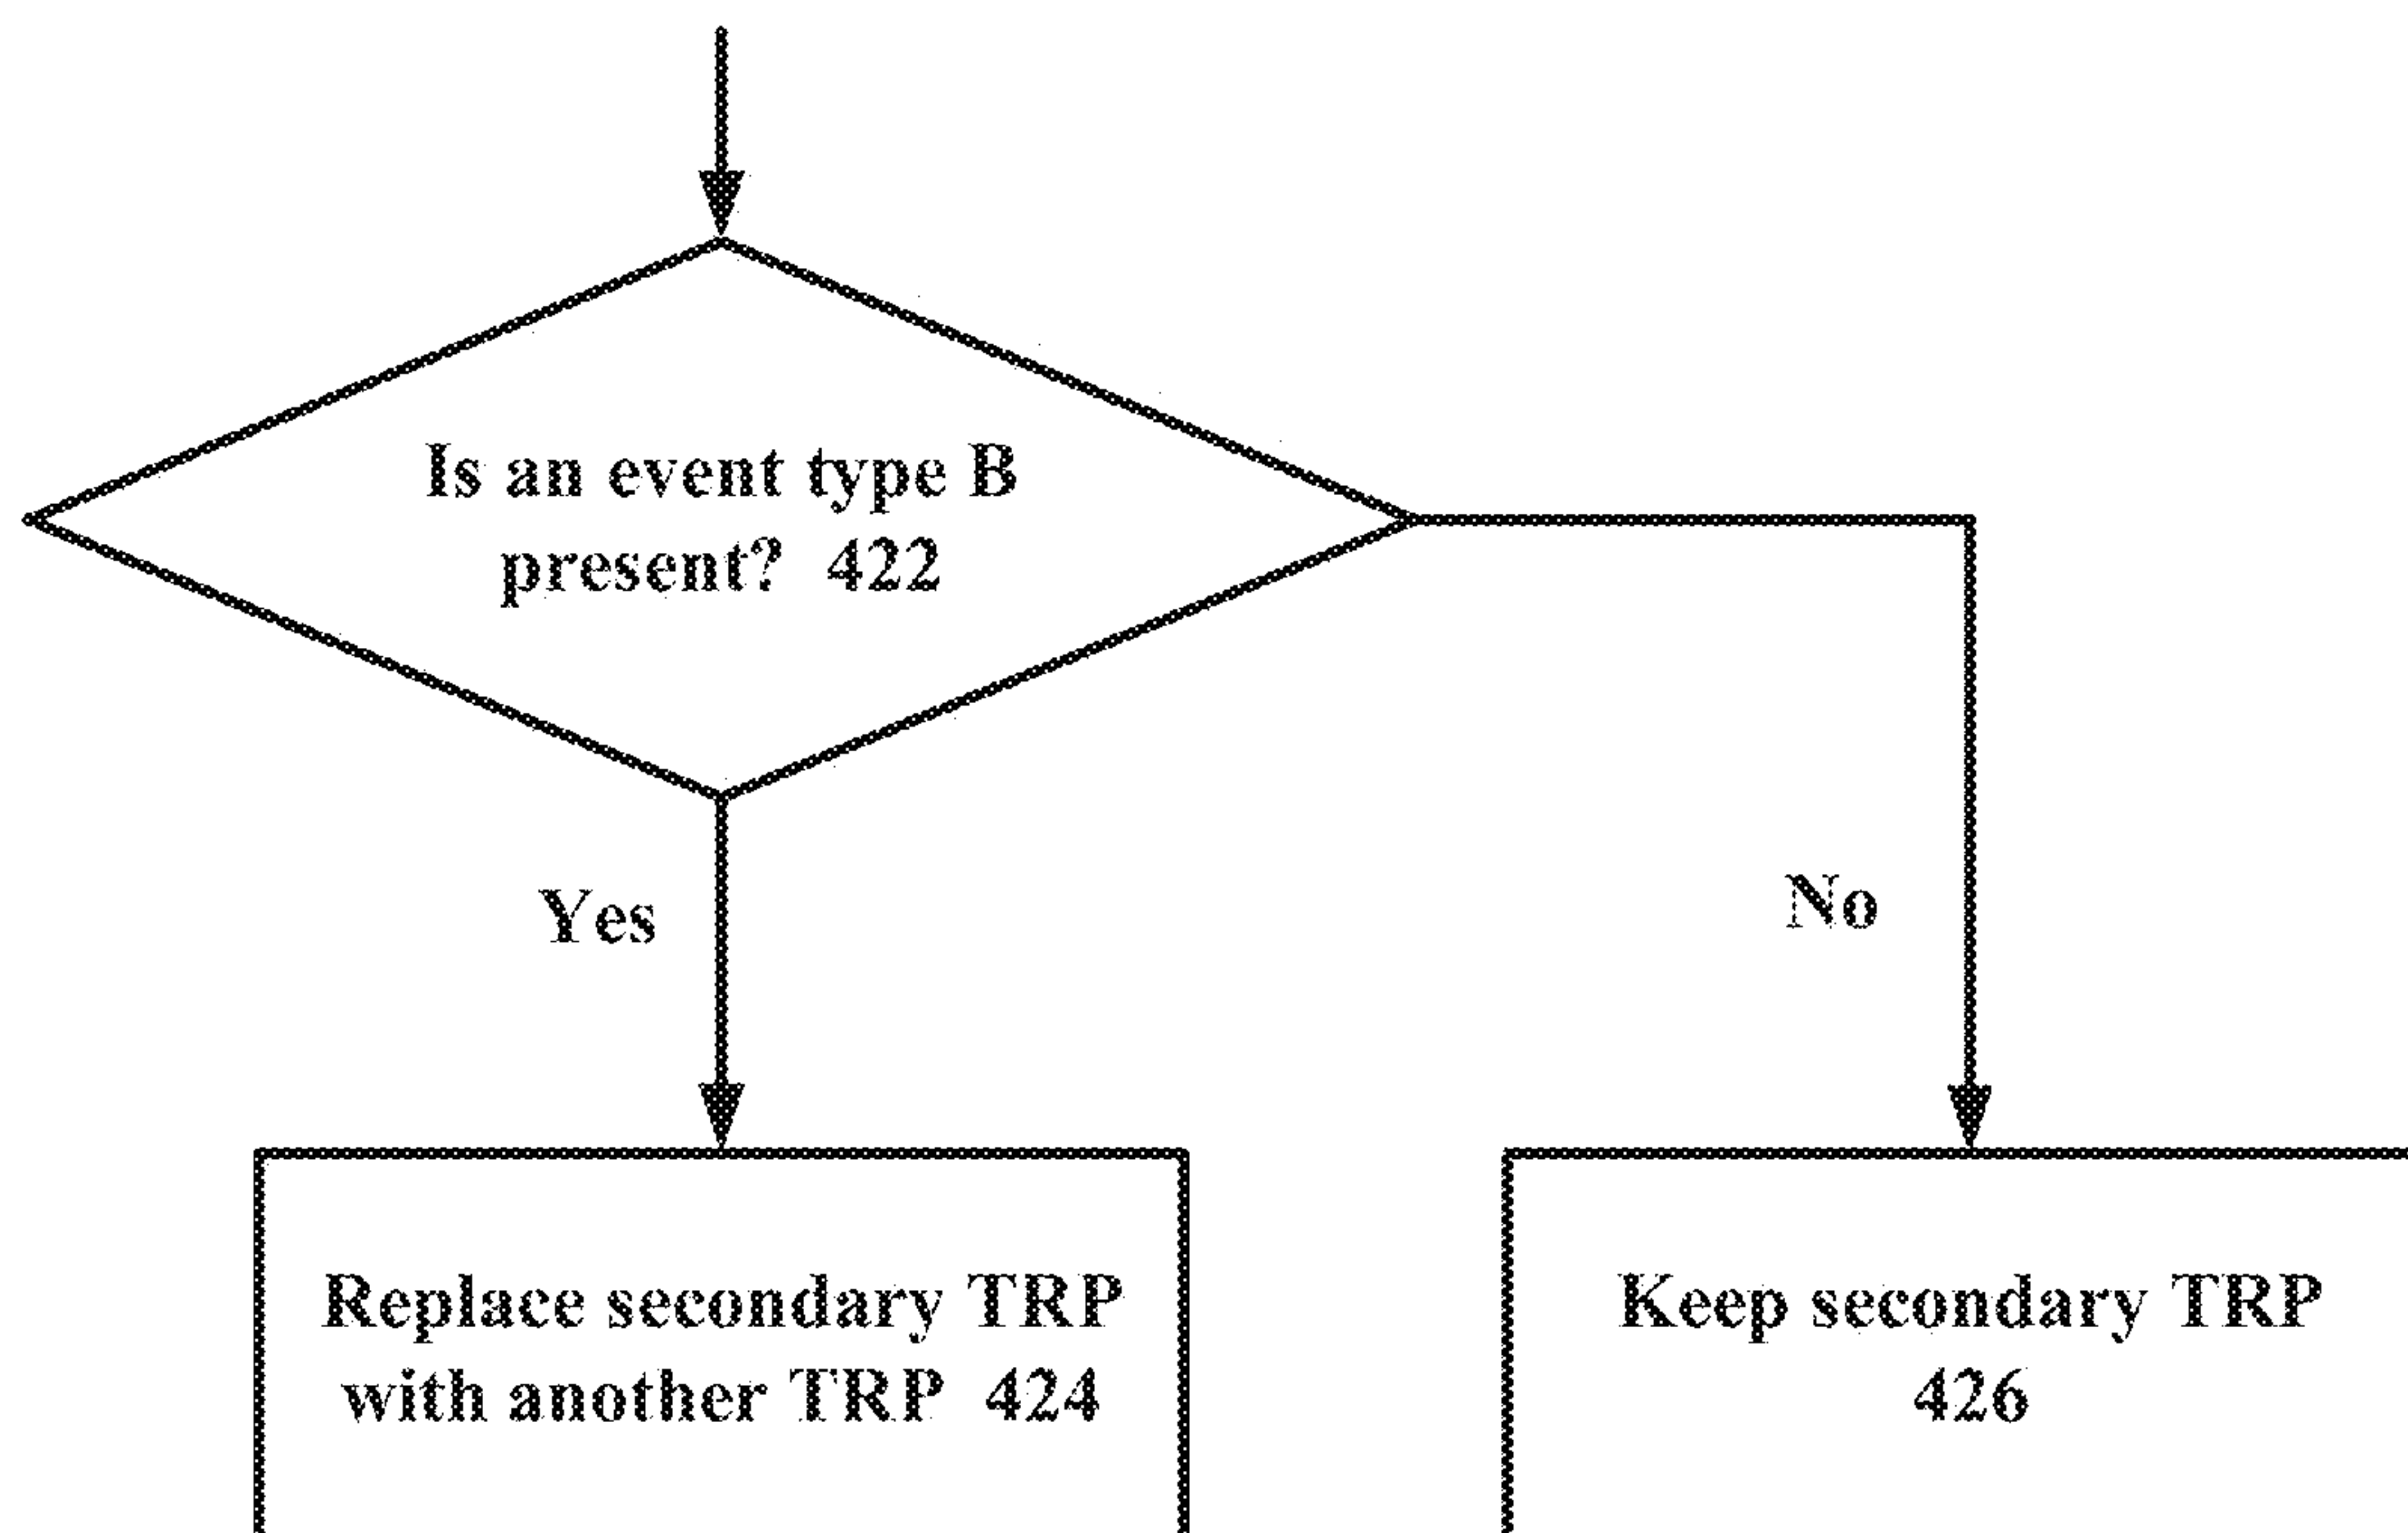 Is an event type B
present? 422
Yes
No
Replace secondary TRP
with another TRP 424
Keep secondary TRP
426